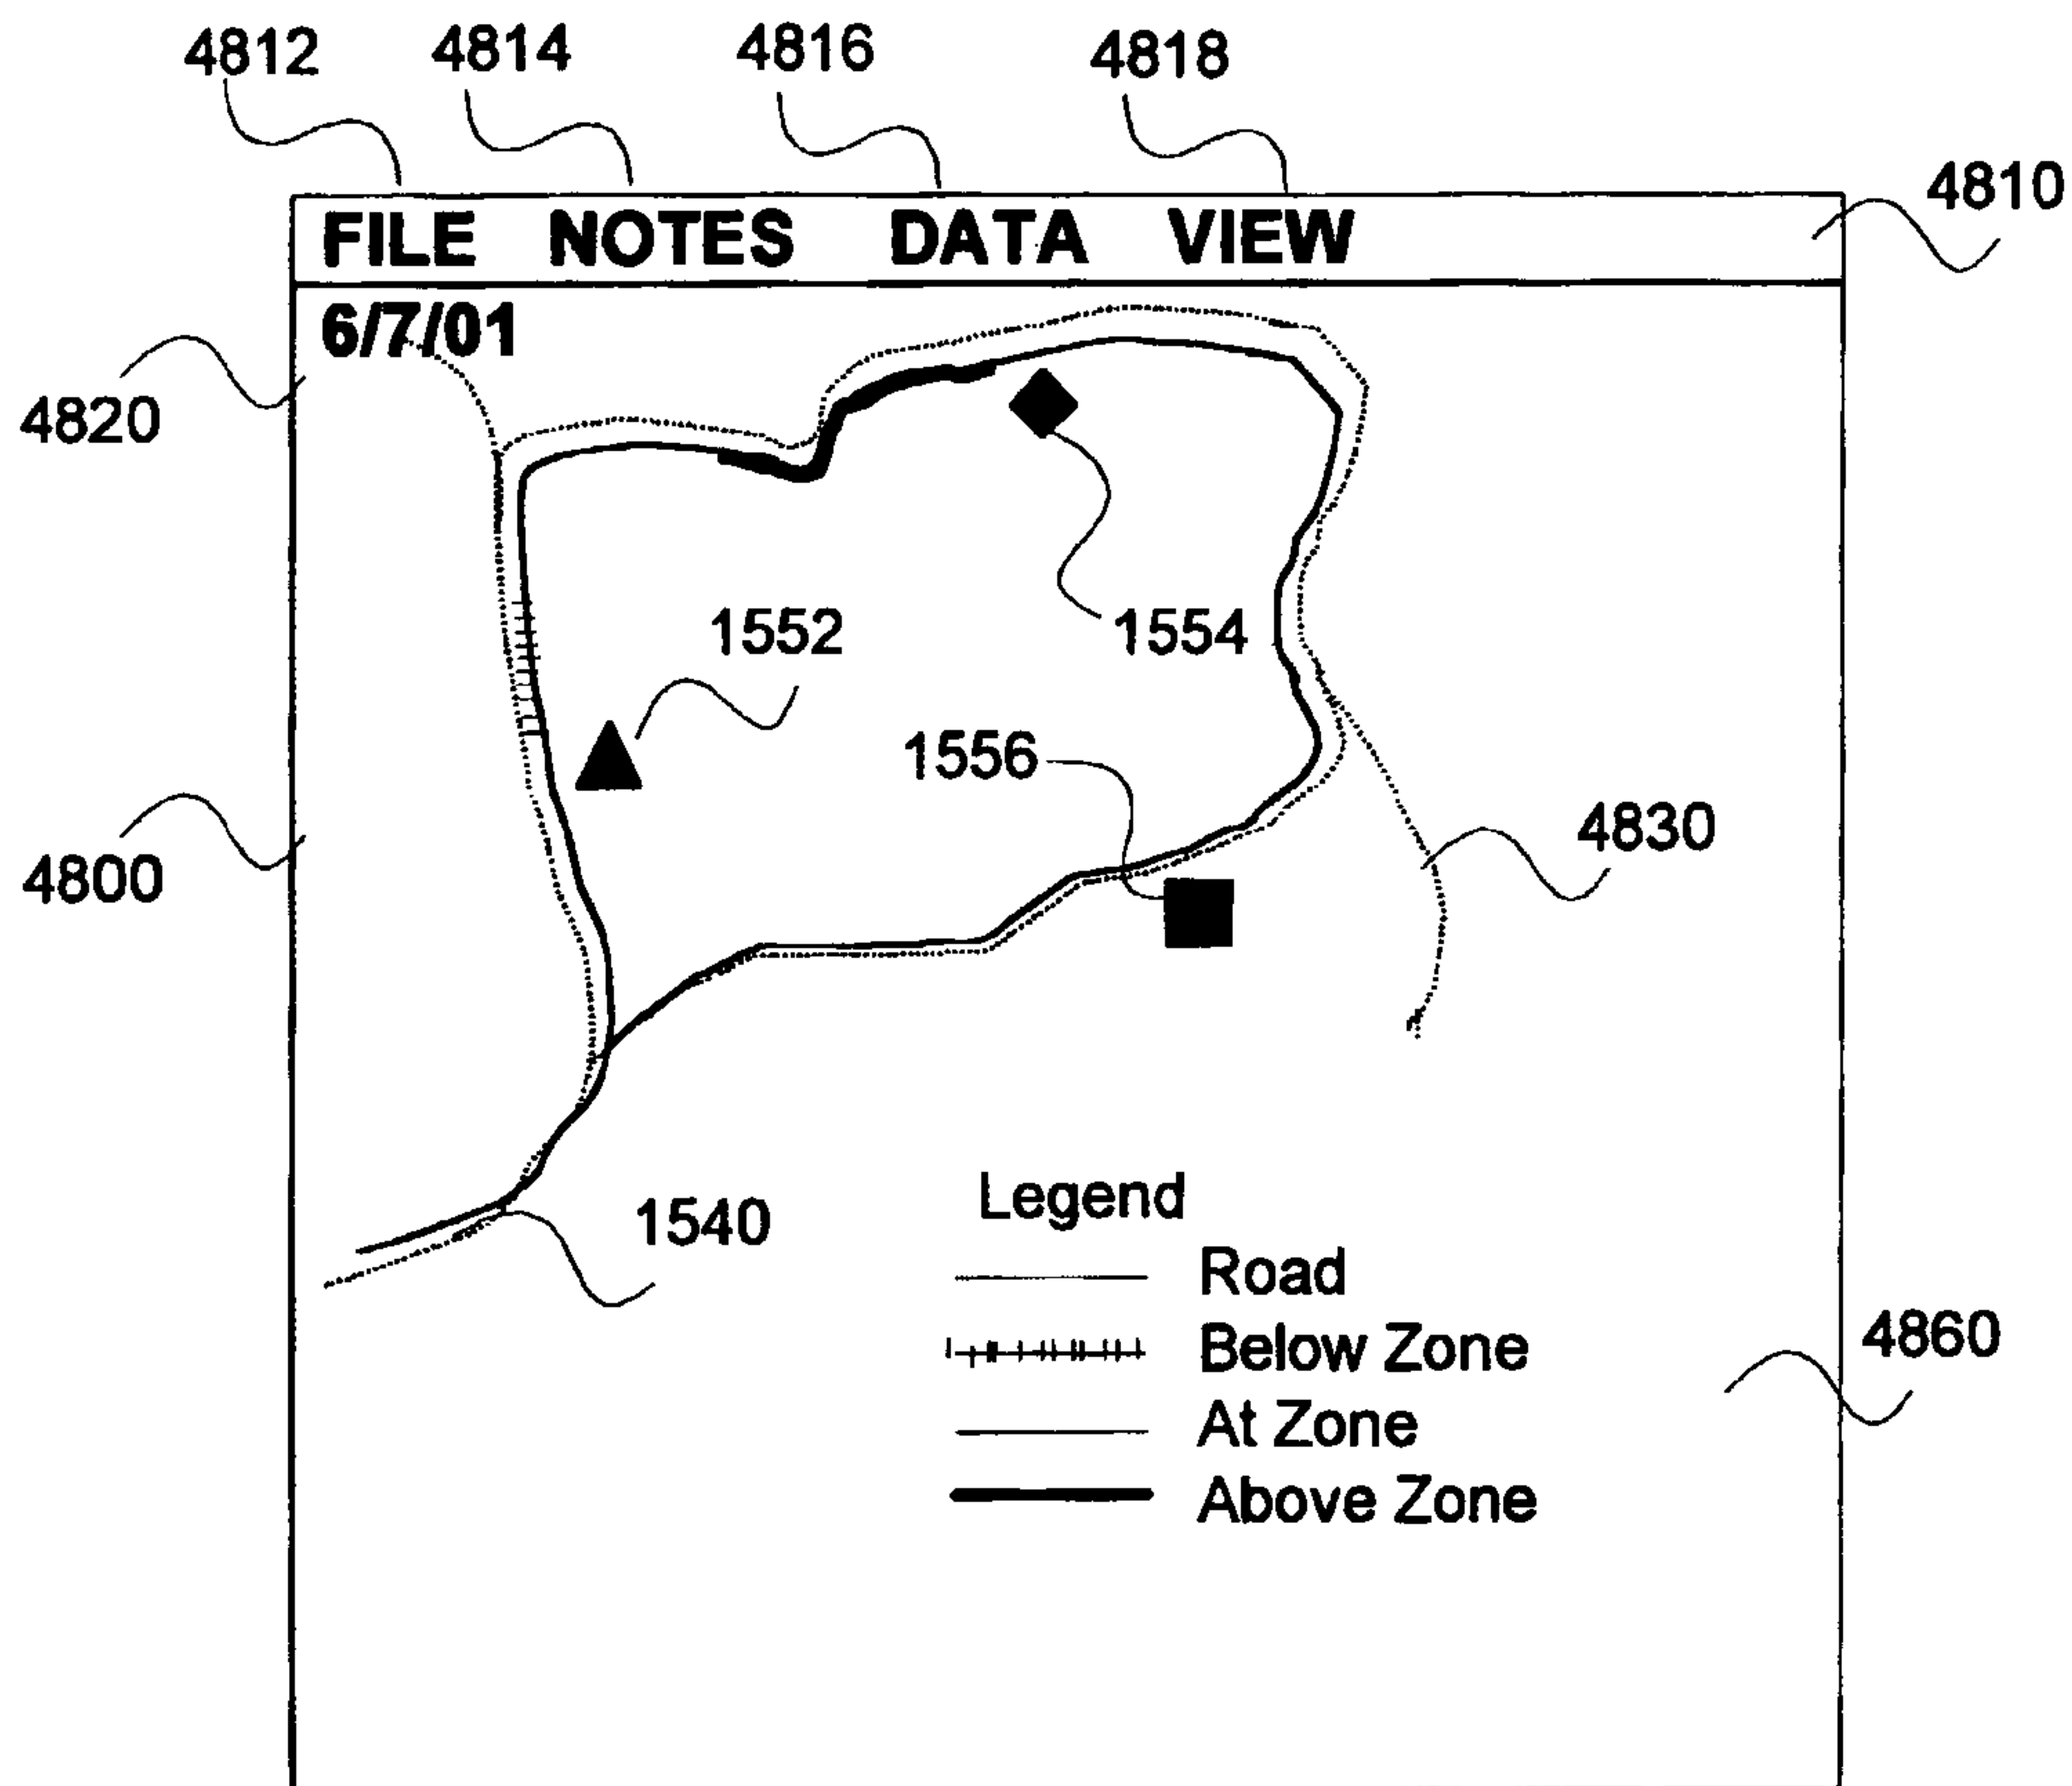 4812 4814 4816 4818
4810
FILE NOTES DATA VIEW
6/7/01
4820
1552
1554
1556
4830
4800
1540
Legend
Road
Below Zone
4860
At Zone
Above Zone